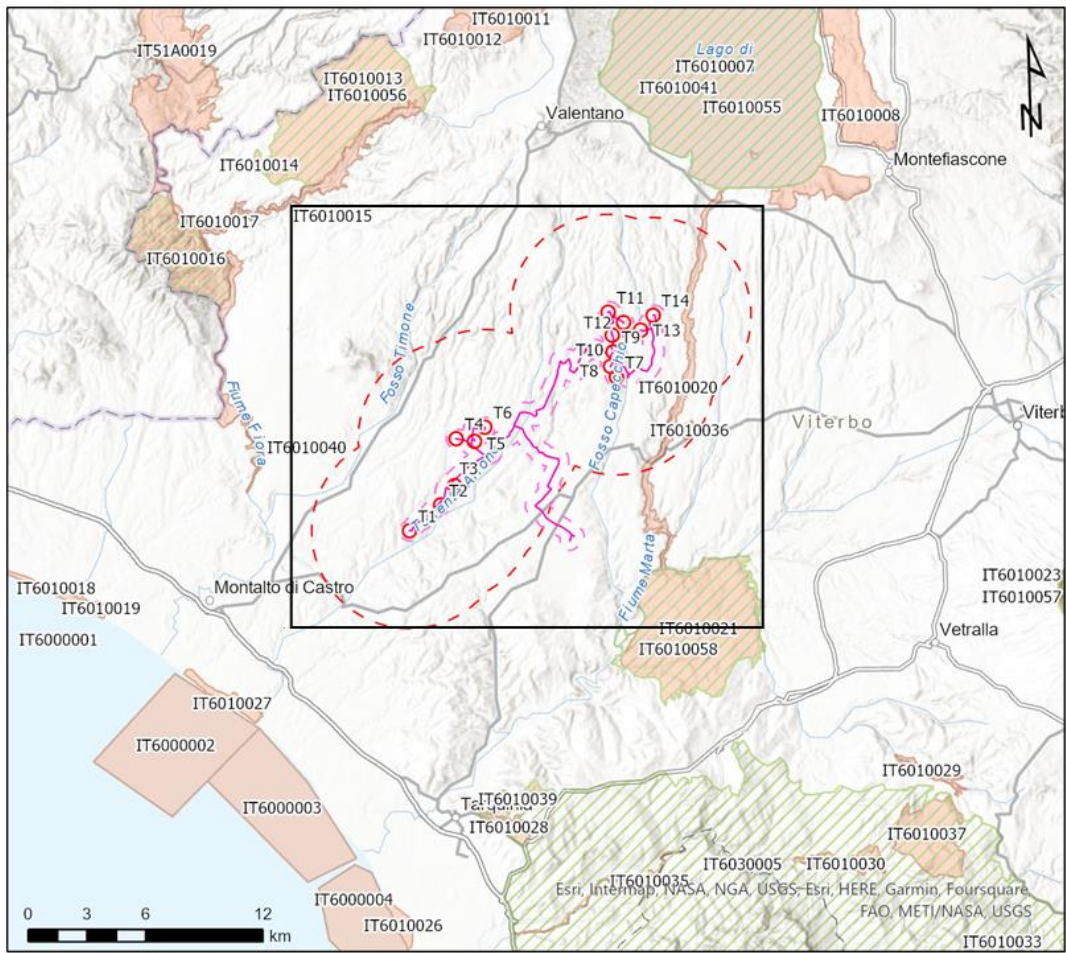 IT6010011
IT51A0019
IT6010012
Lago di
IT6010007
IT6010013
IT6010056
IT6010041
IT6010055
IT6010008
Valentano
IT6010014
Montefiascone
IT6010017
IT6010015
IT6010016
N
Fosso Timone
T11
T14
T12
T9
T13
T10
T7
T8
IT6010020
Fosso Capecchio
Fiume Fiora
T6
T4
T5
IT6010036
Viterbo
Viterb
IT6010040
T3
T2
T1
Fiume Marta
IT6010018
Montalto di Castro
IT6010019
IT6010023
IT6010057
IT6000001
IT6010021
Vetralla
IT6010058
IT6010027
IT6000002
IT6010029
IT6000003
IT6010039
IT6010028
IT6010037
IT6030005
IT6010030
IT6010035
Esri, Intermap, NASA, NGA, USGS; Esri, HERE, Garmin, Foursquare,
FAO, METI/NASA, USGS
IT6000004
IT6010026
IT6010033
0 3 6 12
km